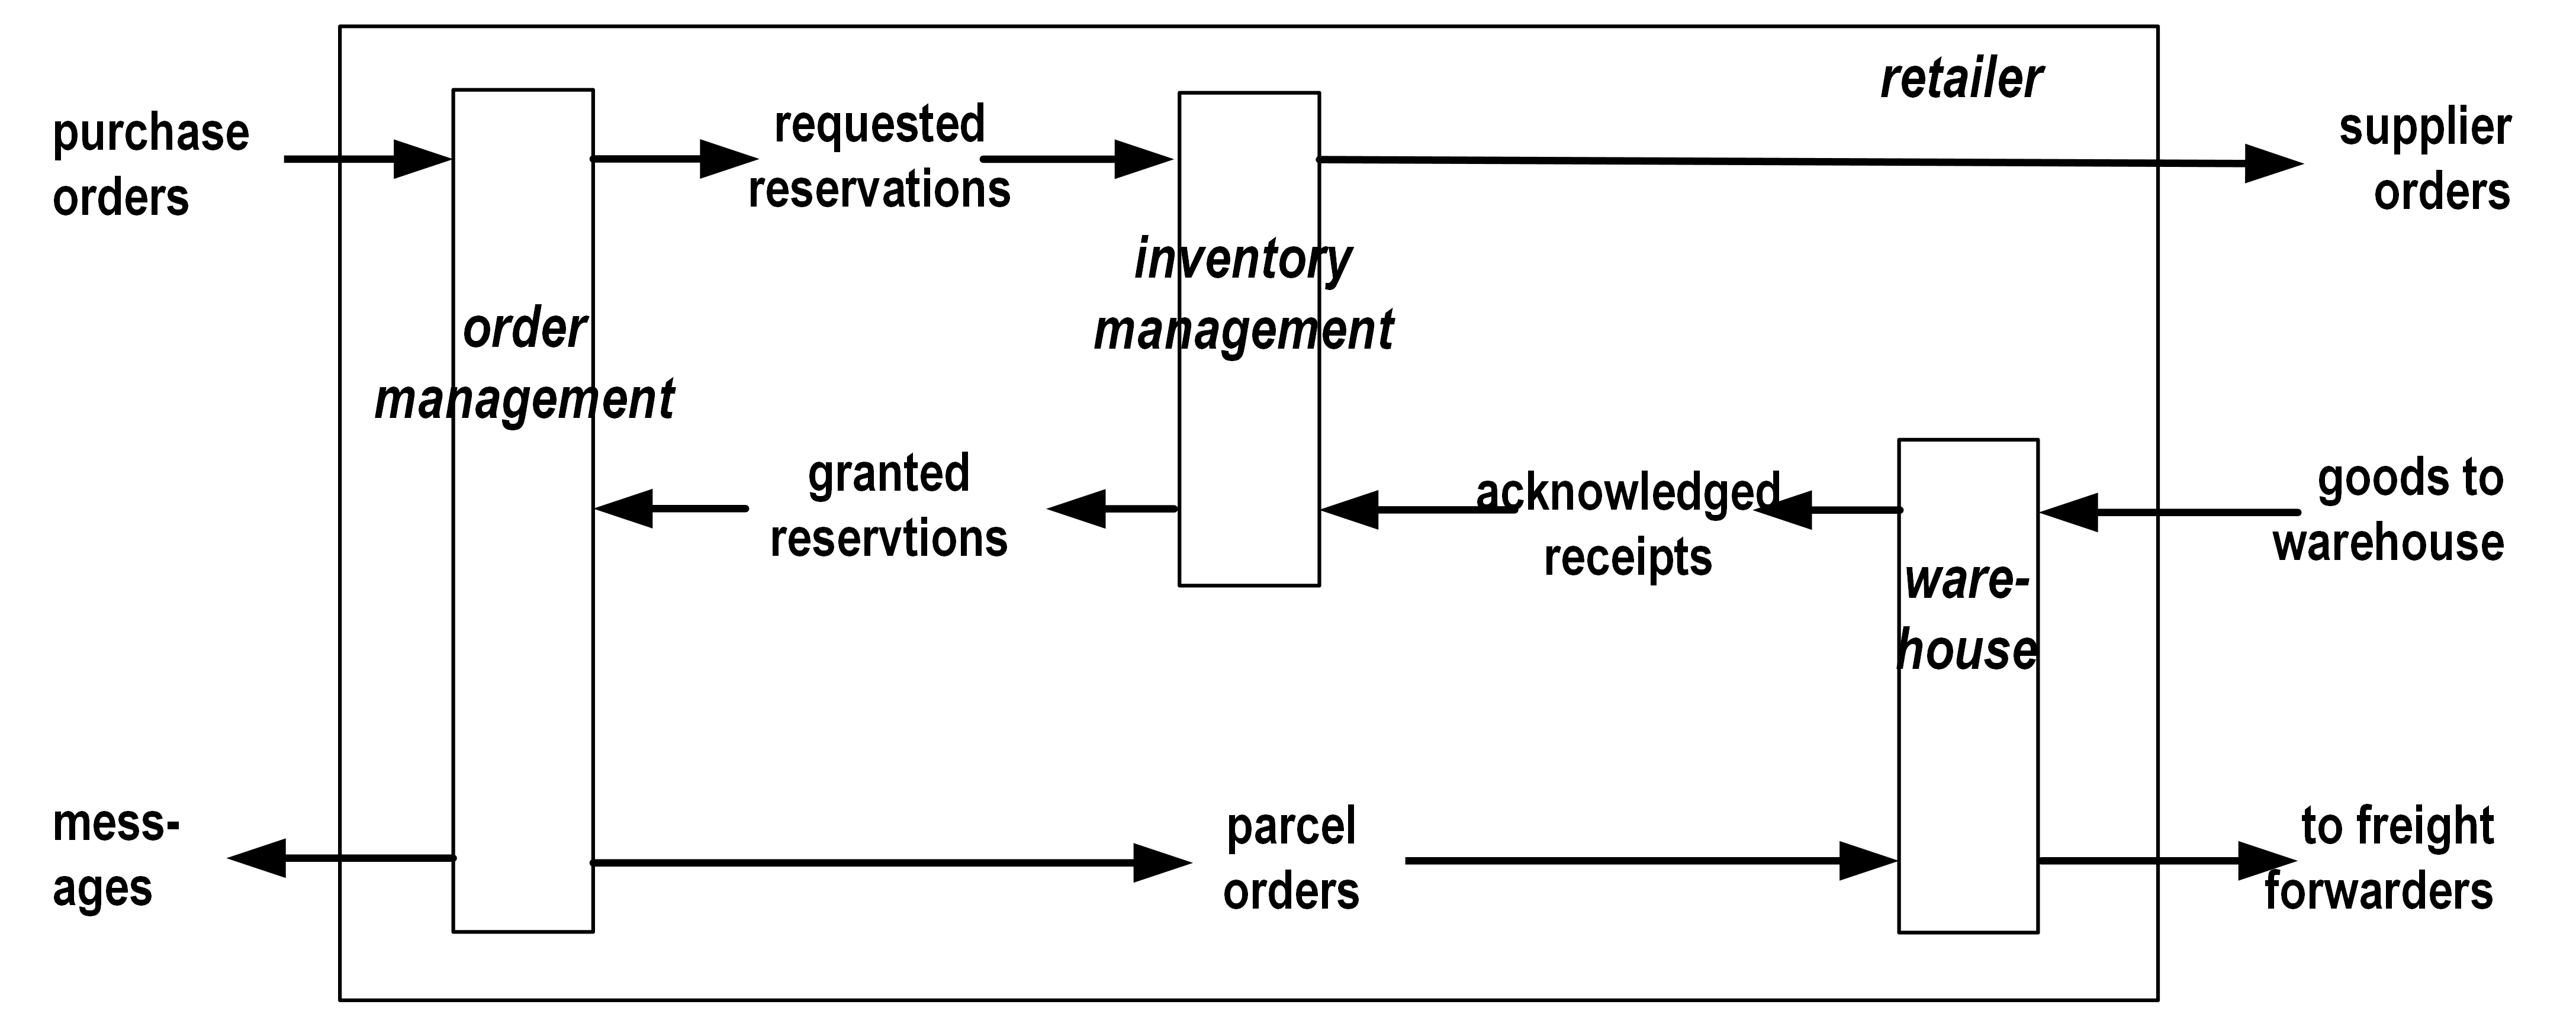 retailer
purchase
orders
requested
reservations
supplier
orders
inventory
management
order
management
granted
reservtions
acknowledged
receipts
goods to
warehouse
ware-
house
mess-
ages
parcel
orders
to freight
forwarders